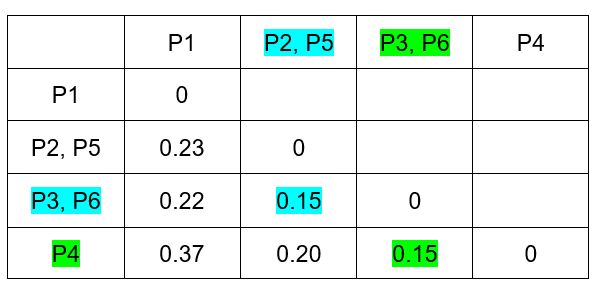 P1 P2, P5 P3, P6 P4
P1 0
P2, P5 0.23 0
P3, P6 0.22 0.15 0
P4 0.37 0.20 0.15 0